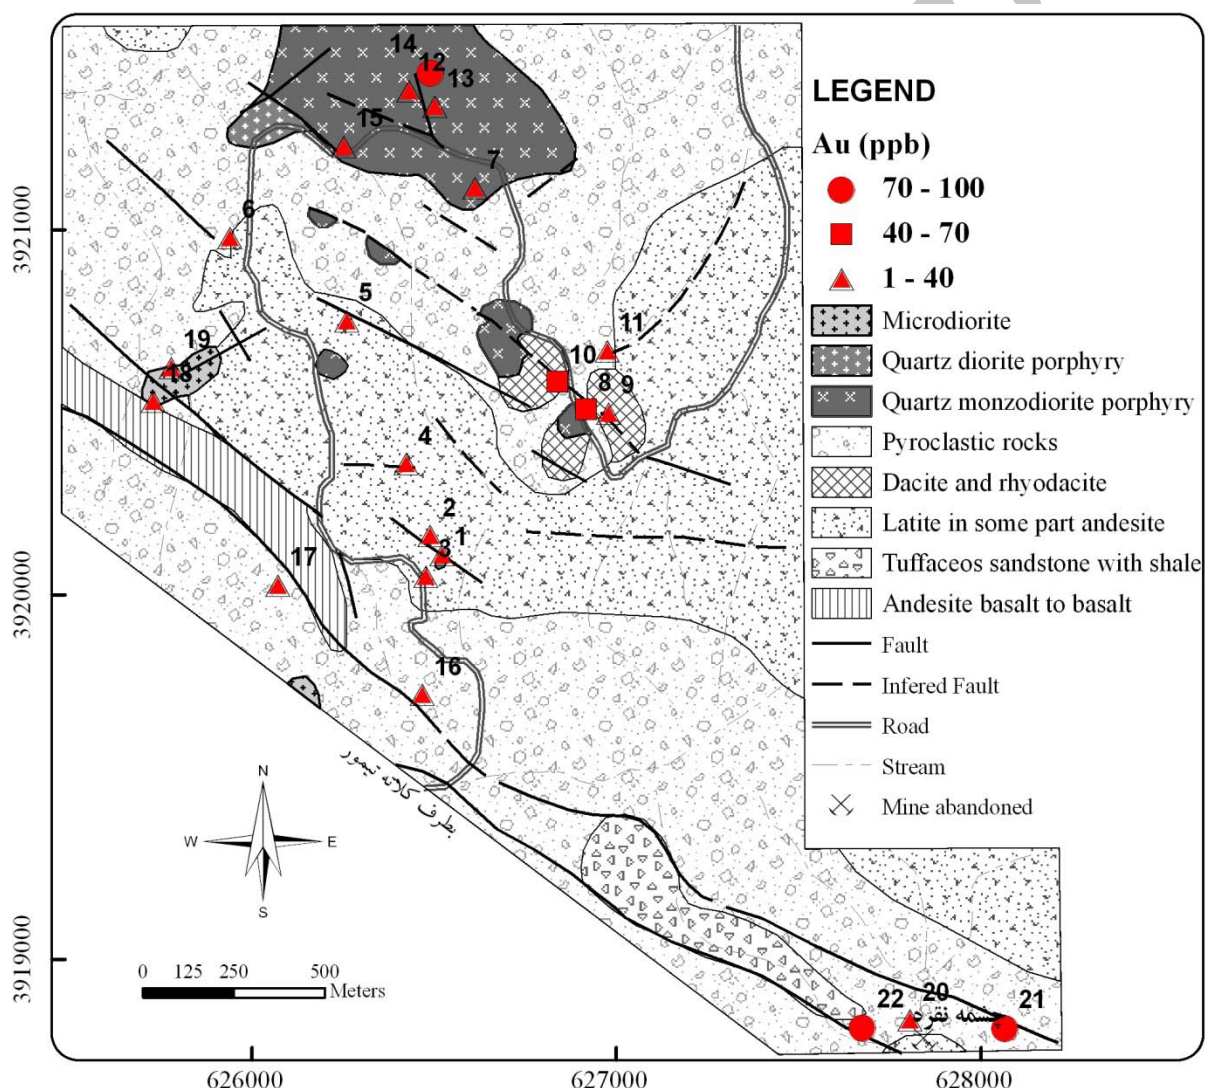 LEGEND
Au (ppb)
70 - 100
40 - 70
1 - 40
Microdiorite
Quartz diorite porphyry
Quartz monzodiorite porphyry
Pyroclastic rocks
Dacite and rhyodacite
Latite in some part andesite
Tuffaceos sandstone with shale
Andesite basalt to basalt
Fault
Infered Fault
Road
Stream
Mine abandoned
14
12
13
15
7
6
5
11
10
8
9
19
18
4
2
1
3
17
16
بطرف کلاته تیمور
N
W
E
S
0
125
250
500
Meters
22
20
21
چشمه نقره
3921000
3920000
3919000
626000
627000
628000